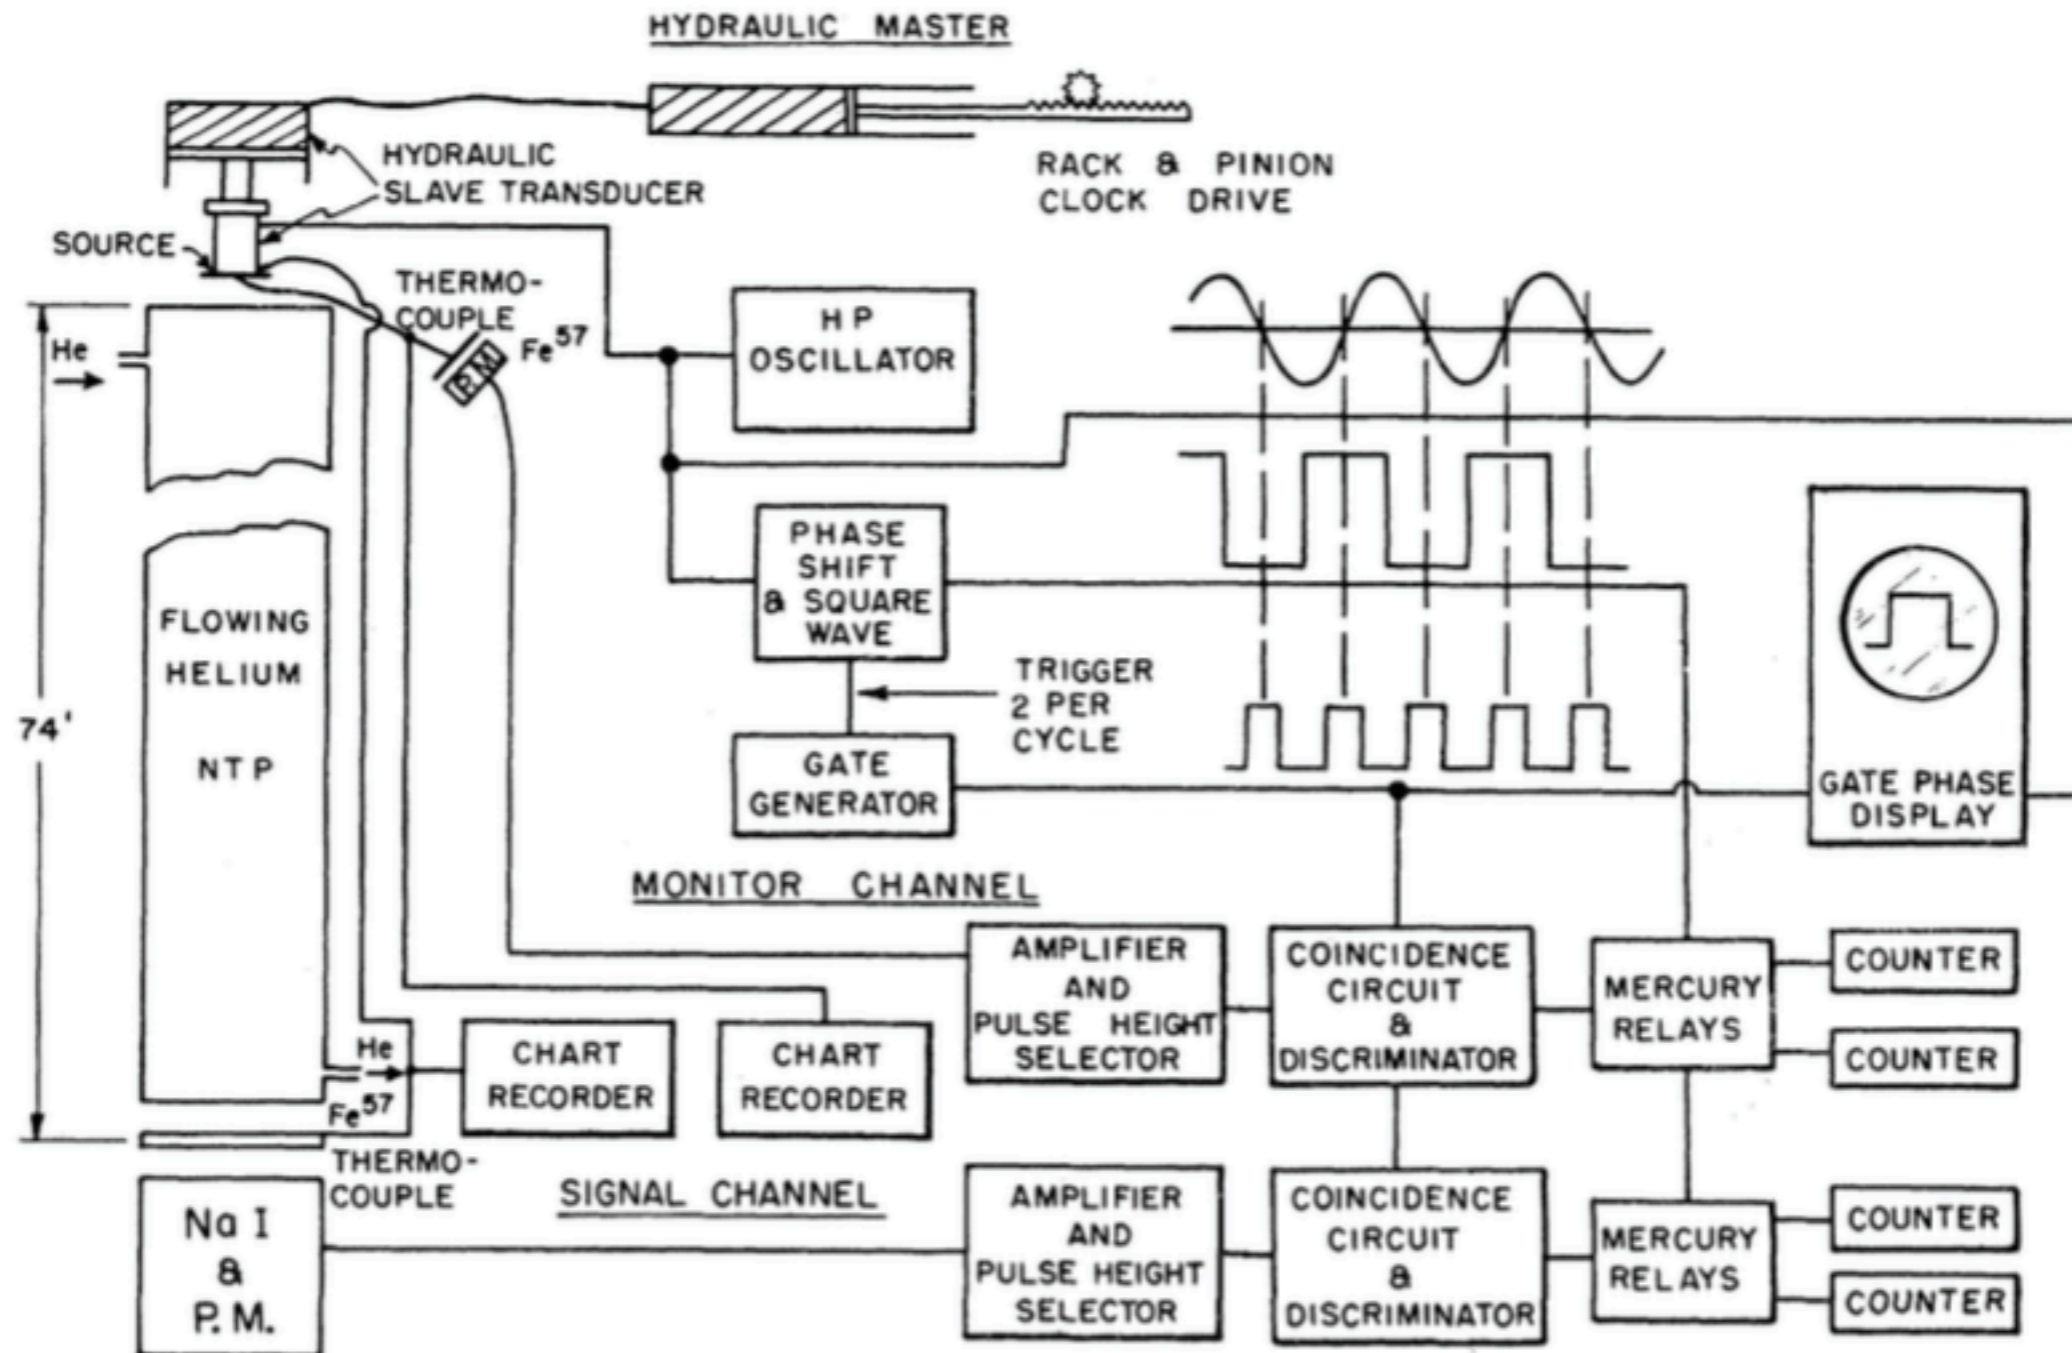 HYDRAULIC MASTER
HYDRAULIC
SLAVE TRANSDUCER
RACK & PINION
CLOCK DRIVE
SOURCE
THERMO-
COUPLE
Fe57
P.M.
He
HP
OSCILLATOR
PHASE
SHIFT
& SQUARE
WAVE
FLOWING
HELIUM
NTP
74'
TRIGGER
2 PER
CYCLE
GATE
GENERATOR
GATE PHASE
DISPLAY
MONITOR CHANNEL
AMPLIFIER
AND
PULSE HEIGHT
SELECTOR
COINCIDENCE
CIRCUIT
&
DISCRIMINATOR
MERCURY
RELAYS
COUNTER
COUNTER
He
Fe57
CHART
RECORDER
CHART
RECORDER
THERMO-
COUPLE
SIGNAL CHANNEL
Na I
&
P.M.
AMPLIFIER
AND
PULSE HEIGHT
SELECTOR
COINCIDENCE
CIRCUIT
&
DISCRIMINATOR
MERCURY
RELAYS
COUNTER
COUNTER